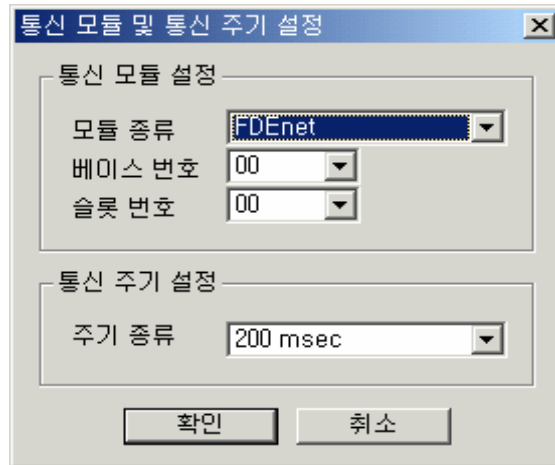 통신 모듈 및 통신 주기 설정
통신 모듈 설정
모듈 종류 FDEnet
베이스 번호 00
슬롯 번호 00
통신 주기 설정
주기 종류 200 msec
확인 취소